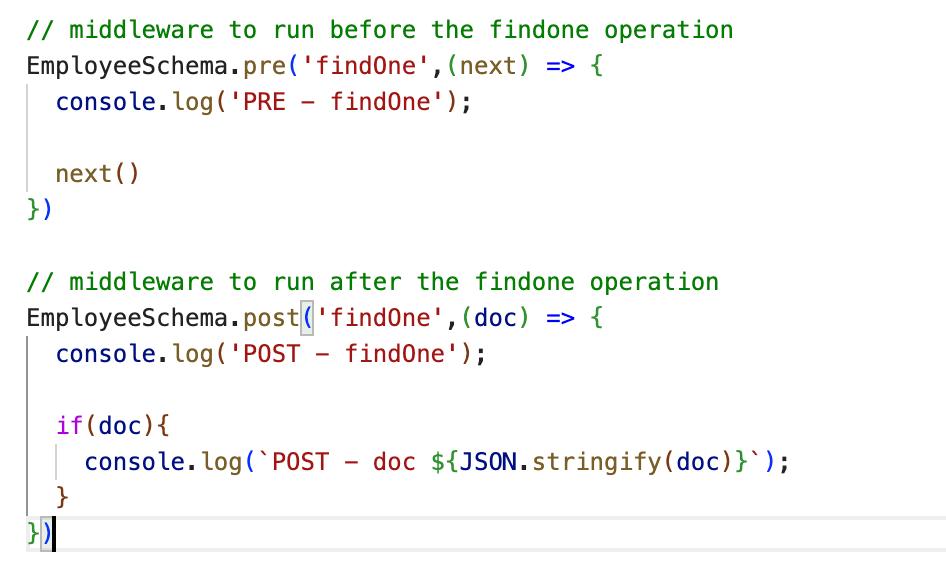 // middleware to run before the findone operation
EmployeeSchema.pre('findOne',(next) => {
  console.log('PRE – findOne');

  next()
})

// middleware to run after the findone operation
EmployeeSchema.post('findOne',(doc) => {
  console.log('POST – findOne');

  if(doc){
    console.log(`POST – doc ${JSON.stringify(doc)}`);
  }
})